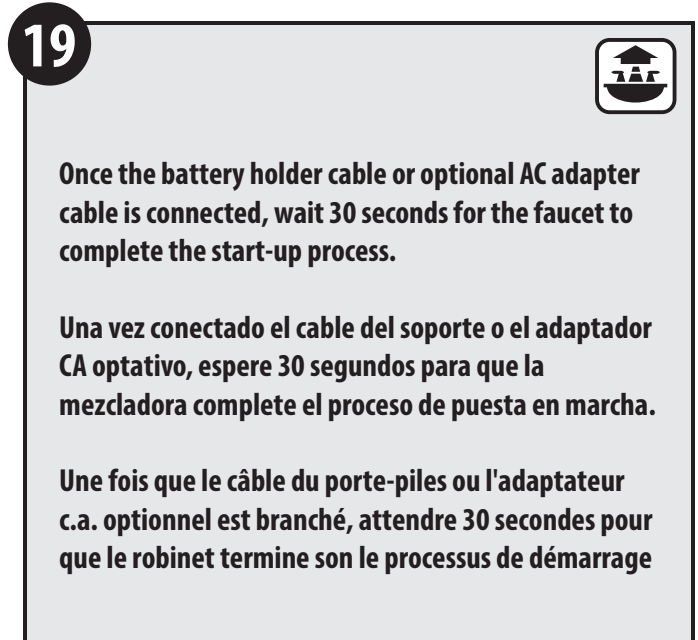 19
Once the battery holder cable or optional AC adapter
cable is connected, wait 30 seconds for the faucet to
complete the start-up process.
Una vez conectado el cable del soporte o el adaptador
CA optativo, espere 30 segundos para que la
mezcladora complete el proceso de puesta en marcha.
Une fois que le câble du porte-piles ou l'adaptateur
c.a. optionnel est branché, attendre 30 secondes pour
que le robinet termine son le processus de démarrage